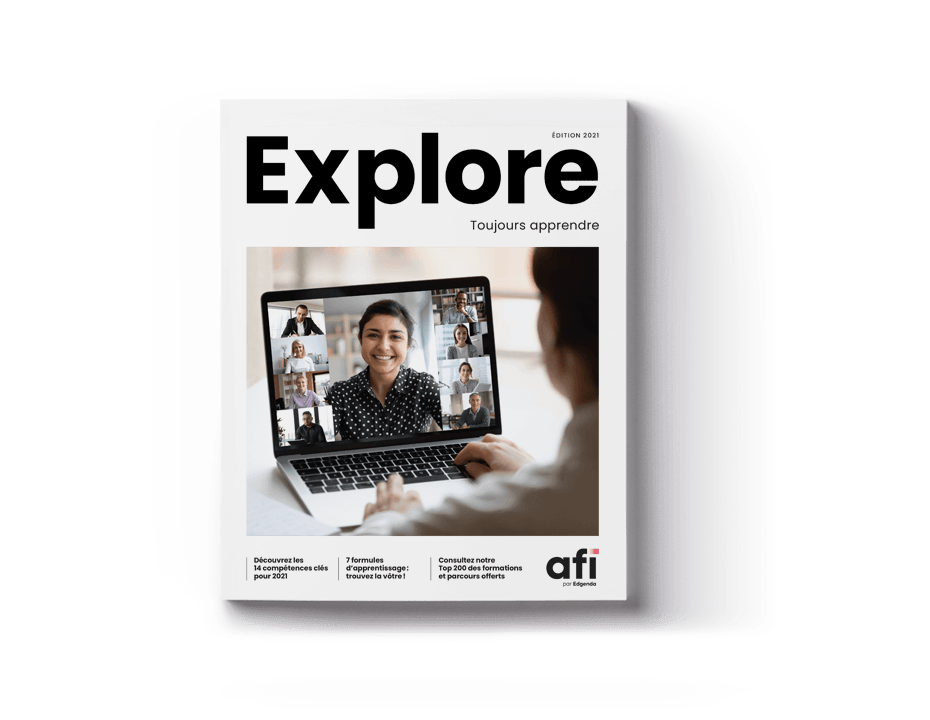 ÉDITION 2021
Explore
Toujours apprendre
Découvrez les
14 compétences clés
pour 2021
7 formules
d'apprentissage :
trouvez la vôtre !
Consultez notre
Top 200 des formations
et parcours offerts
afi
par Edgenda